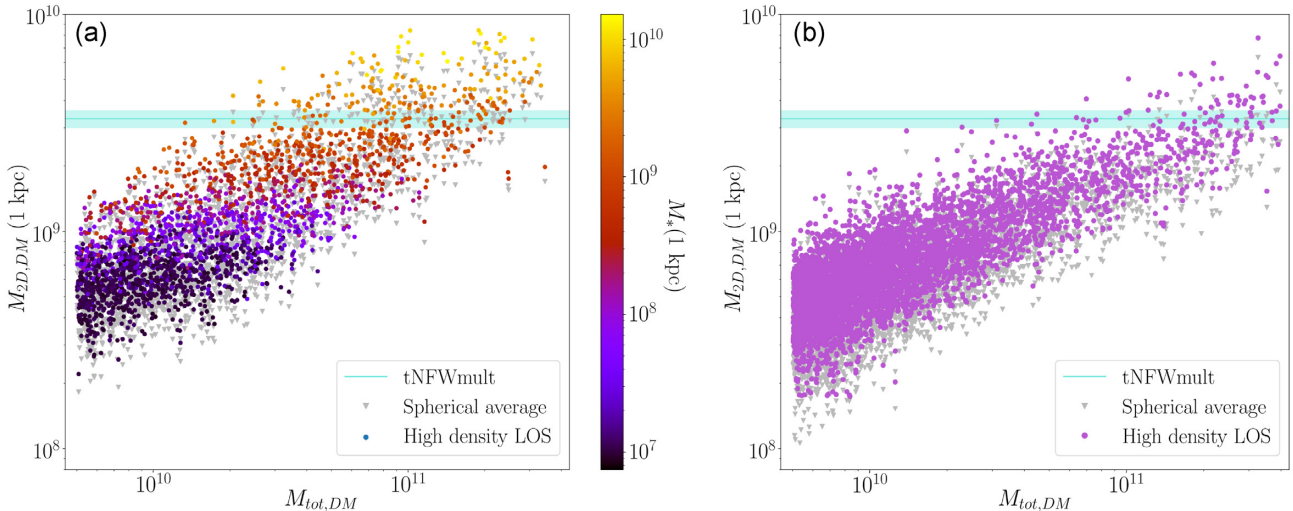 (a)
10^10
10^9
10^8
M_{2D,DM} (1 kpc)
tNFWmult
Spherical average
High density LOS
10^10
10^11
M_{tot,DM}
10^10
10^9
10^8
10^7
M_*(1 kpc)
(b)
10^10
10^9
10^8
M_{2D,DM} (1 kpc)
tNFWmult
Spherical average
High density LOS
10^10
10^11
M_{tot,DM}